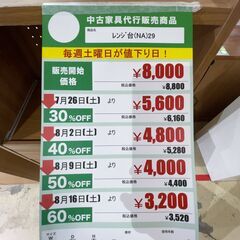 中古家具代行販売商品
商品名
レンジ台(NA)29
毎週土曜日が値下り日！
販売開始価格
¥8,000
税込価格 ¥8,800
7月26日(土)より
30%OFF
¥5,600
税込価格 ¥6,160
8月2日(土)より
40%OFF
¥4,800
税込価格 ¥5,280
8月9日(土)より
50%OFF
¥4,000
税込価格 ¥4,400
8月16日(土)より
60%OFF
¥3,200
税込価格 ¥3,520
サイズ
W
D
H